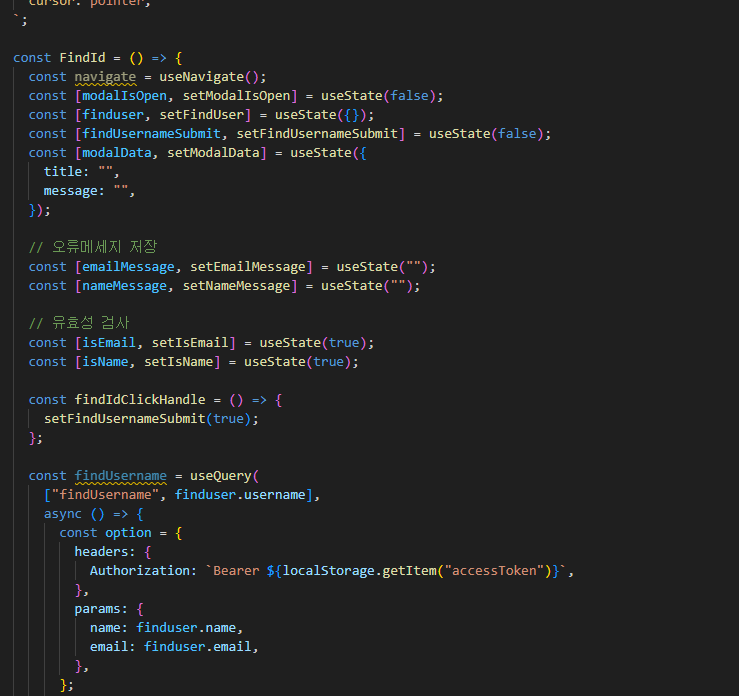 cursor: pointer;
`;
const FindId = () => {
const navigate = useNavigate();
const [modalIsOpen, setModalIsOpen] = useState(false);
const [finduser, setFindUser] = useState({});
const [findUsernameSubmit, setFindUsernameSubmit] = useState(false);
const [modalData, setModalData] = useState({
title: "",
message: "",
});
// 오류메세지 저장
const [emailMessage, setEmailMessage] = useState("");
const [nameMessage, setNameMessage] = useState("");
// 유효성 검사
const [isEmail, setIsEmail] = useState(true);
const [isName, setIsName] = useState(true);
const findIdClickHandle = () => {
setFindUsernameSubmit(true);
};
const findUsername = useQuery(
["findUsername", finduser.username],
async () => {
const option = {
headers: {
Authorization: `Bearer ${localStorage.getItem("accessToken")}`,
},
params: {
name: finduser.name,
email: finduser.email,
},
};